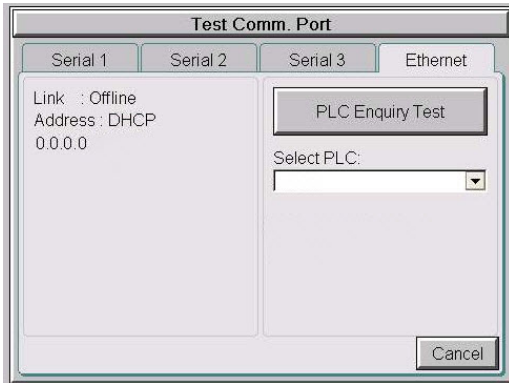 Test Comm. Port
Serial 1
Serial 2
Serial 3
Ethernet
Link : Offline
Address : DHCP
0.0.0.0
PLC Enquiry Test
Select PLC:
Cancel